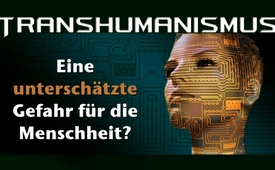 TRANSHUMANISMUS
Eine
unterschätzte
Gefahr für die
Menschheit?